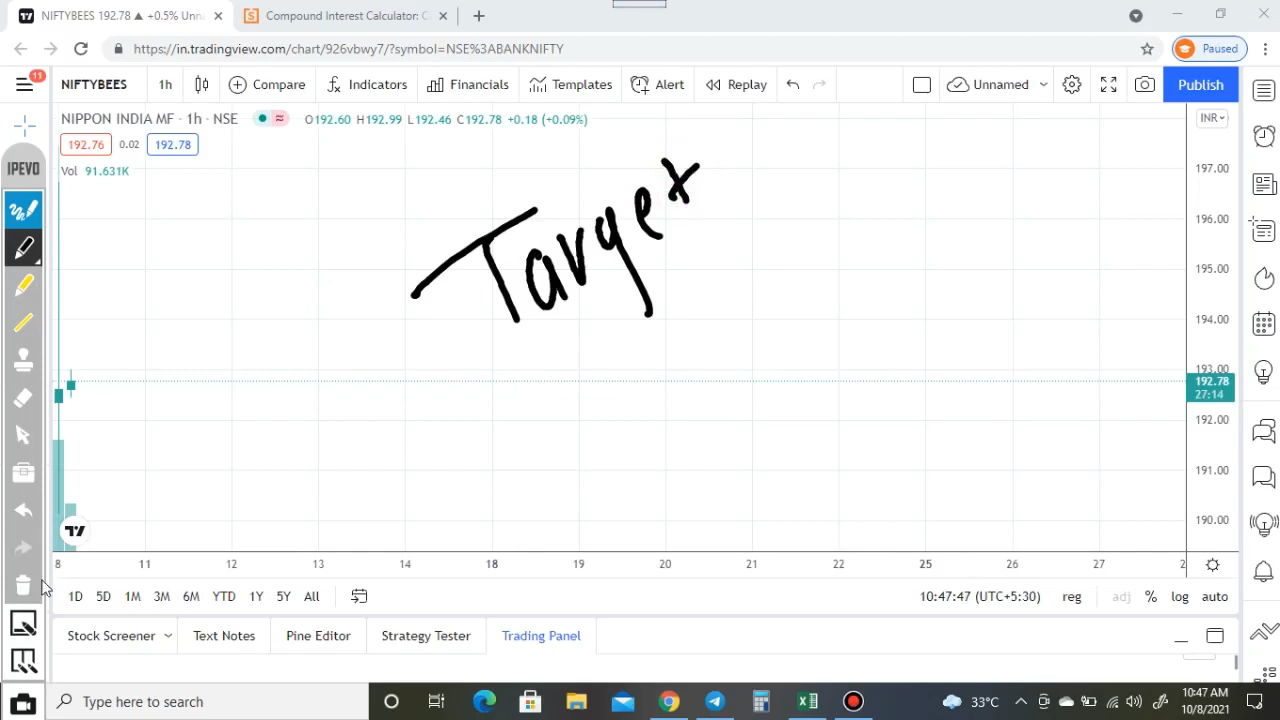 NIFTYBEES 192.78 ▲ +0.5% Unna
Compound Interest Calculator: C
https://in.tradingview.com/chart/926vbwy7/?symbol=NSE%3ABANKNIFTY
Paused
11
NIFTYBEES 1h Compare Indicators Financials Templates Alert Replay Unnamed Publish
NIPPON INDIA MF · 1h · NSE O192.60 H192.99 L192.46 C192.78 +0.18 (+0.09%)
INR
192.76 0.02 192.78
IPEVO
Vol 91.631K
Target
197.00
196.00
195.00
194.00
193.00
192.78
27:14
192.00
191.00
190.00
8 11 12 13 14 18 19 20 21 22 25 26 27 2
1D 5D 1M 3M 6M YTD 1Y 5Y All 10:47:47 (UTC+5:30) reg adj % log auto
Stock Screener Text Notes Pine Editor Strategy Tester Trading Panel
Type here to search
33°C
10:47 AM
10/8/2021